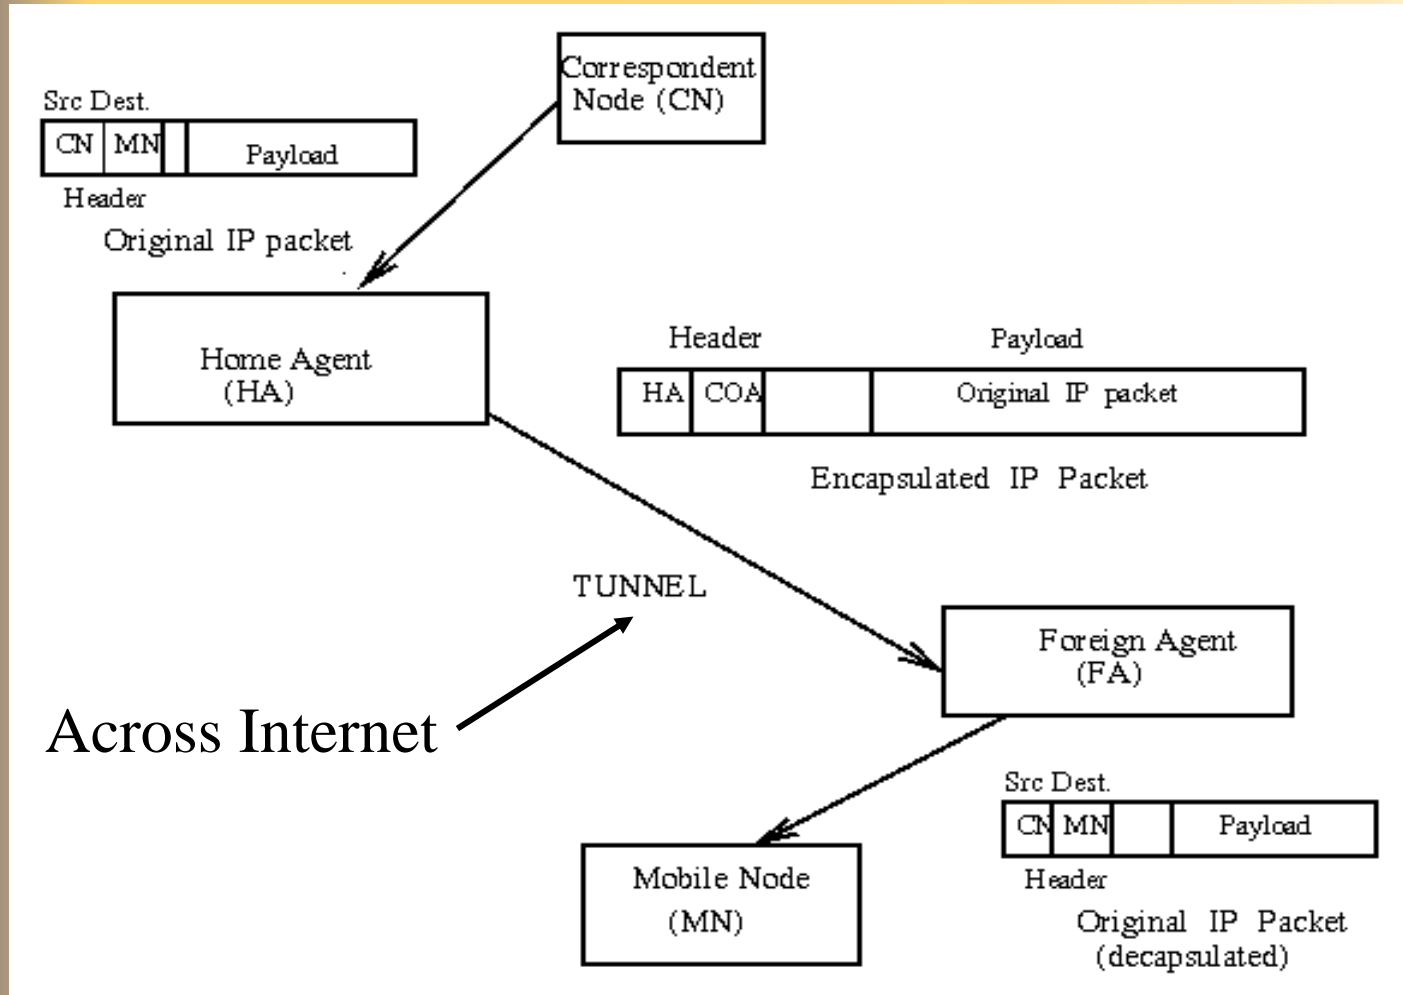 Correspondent
Node (CN)
Src Dest.
CN MN Payload
Header
Original IP packet
Home Agent
(HA)
Header Payload
HA COA Original IP packet
Encapsulated IP Packet
TUNNEL
Across Internet
Foreign Agent
(FA)
Src Dest.
CN MN Payload
Header
Original IP Packet
(decapsulated)
Mobile Node
(MN)